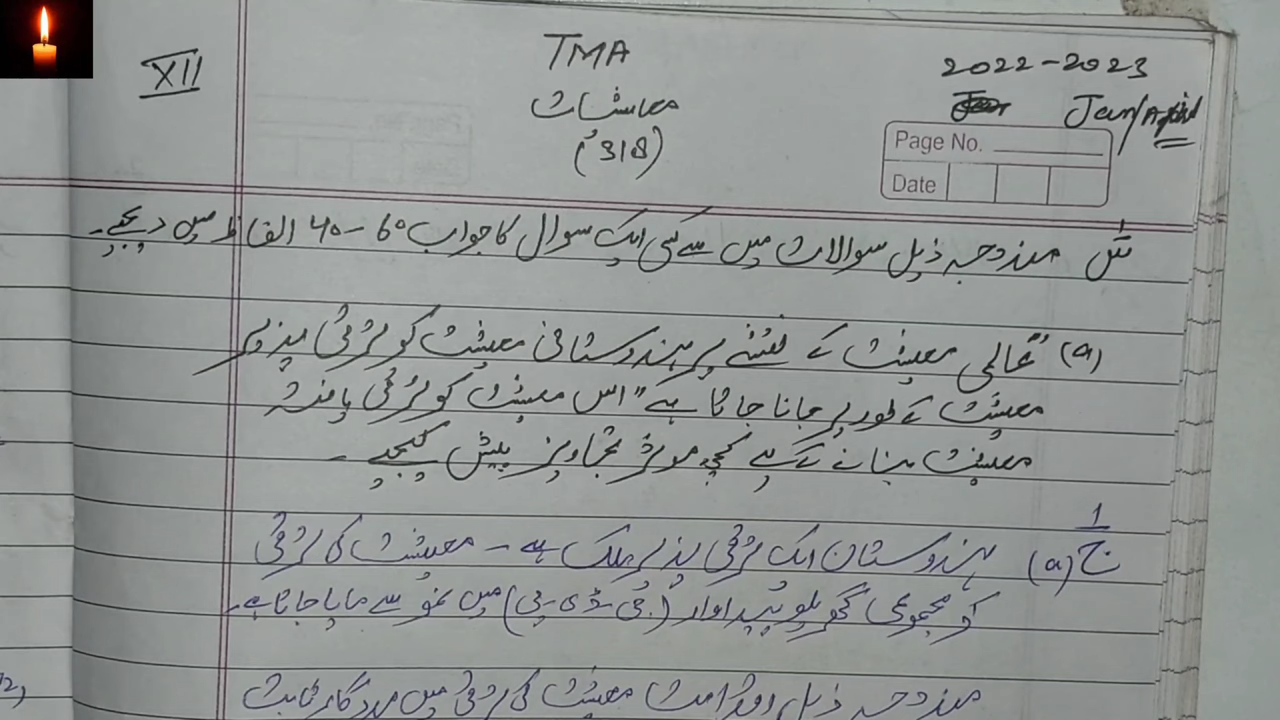 XII
TMA
2022-2023
Jan/April
معاشیات
(318)
Page No.
Date
س ۱ مندرجہ ذیل سوالات میں سے کسی ایک سوال کا جواب 60-40 الفاظ میں دیجیے۔
(a) "عالمی معیشت کے نقشے پر ہندوستانی معیشت کو ترقی پذیر
معیشت کے طور پر جانا جاتا ہے" اس معیشت کو ترقی یافتہ
معیشت بنانے کے لیے کچھ موثر تجاویز پیش کیجیے۔
ج 1 (a) ہندوستان ایک ترقی پذیر ملک ہے - معیشت کی ترقی
کو مجموعی گھریلو پیداوار (جی-ڈی-پی) میں نمو سے ماپا جاتا ہے۔
مندرجہ ذیل معیشت کی ترقی میں مددگار ثابت